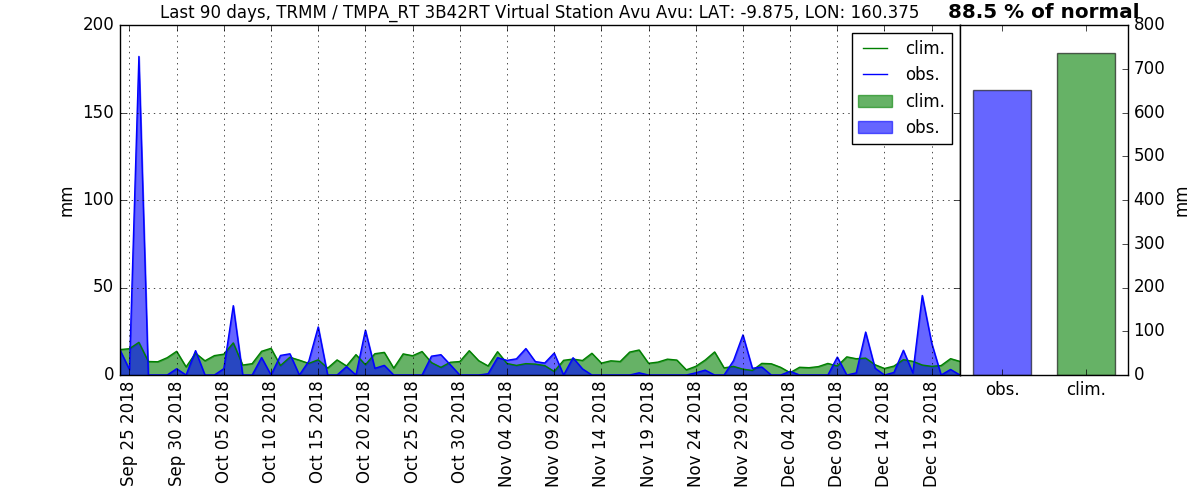 Last 90 days, TRMM / TMPA_RT 3B42RT Virtual Station Avu Avu: LAT: -9.875, LON: 160.375
88.5 % of normal
200
150
100
50
0
mm
clim.
obs.
clim.
obs.
800
700
600
500
400
300
200
100
0
mm
obs.
clim.
Sep 25 2018
Sep 30 2018
Oct 05 2018
Oct 10 2018
Oct 15 2018
Oct 20 2018
Oct 25 2018
Oct 30 2018
Nov 04 2018
Nov 09 2018
Nov 14 2018
Nov 19 2018
Nov 24 2018
Nov 29 2018
Dec 04 2018
Dec 09 2018
Dec 14 2018
Dec 19 2018